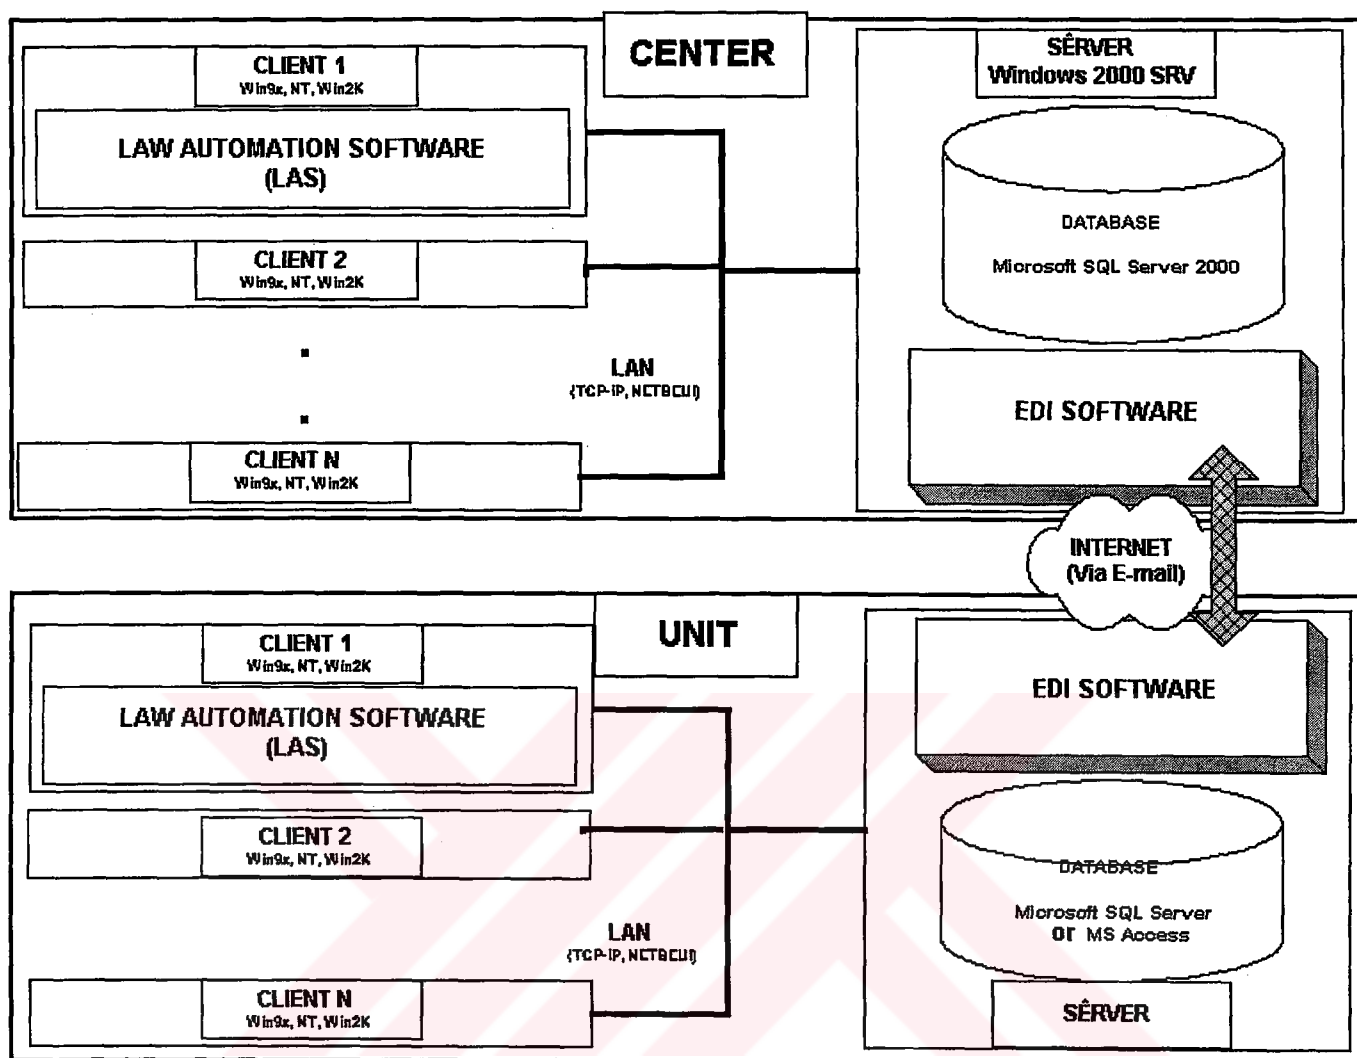 CENTER
CLIENT 1
Win9x, NT, Win2K
LAW AUTOMATION SOFTWARE
(LAS)
CLIENT 2
Win9x, NT, Win2K
.
.
CLIENT N
Win9x, NT, Win2K
LAN
(TCP-IP, NETBEUI)
SÊRVER
Windows 2000 SRV
DATABASE
Microsoft SQL Server 2000
EDI SOFTWARE
INTERNET
(Via E-mail)
UNIT
CLIENT 1
Win9x, NT, Win2K
LAW AUTOMATION SOFTWARE
(LAS)
CLIENT 2
Win9x, NT, Win2K
LAN
(TCP-IP, NETBEUI)
CLIENT N
Win9x, NT, Win2K
EDI SOFTWARE
DATABASE
Microsoft SQL Server
or MS Access
SÊRVER